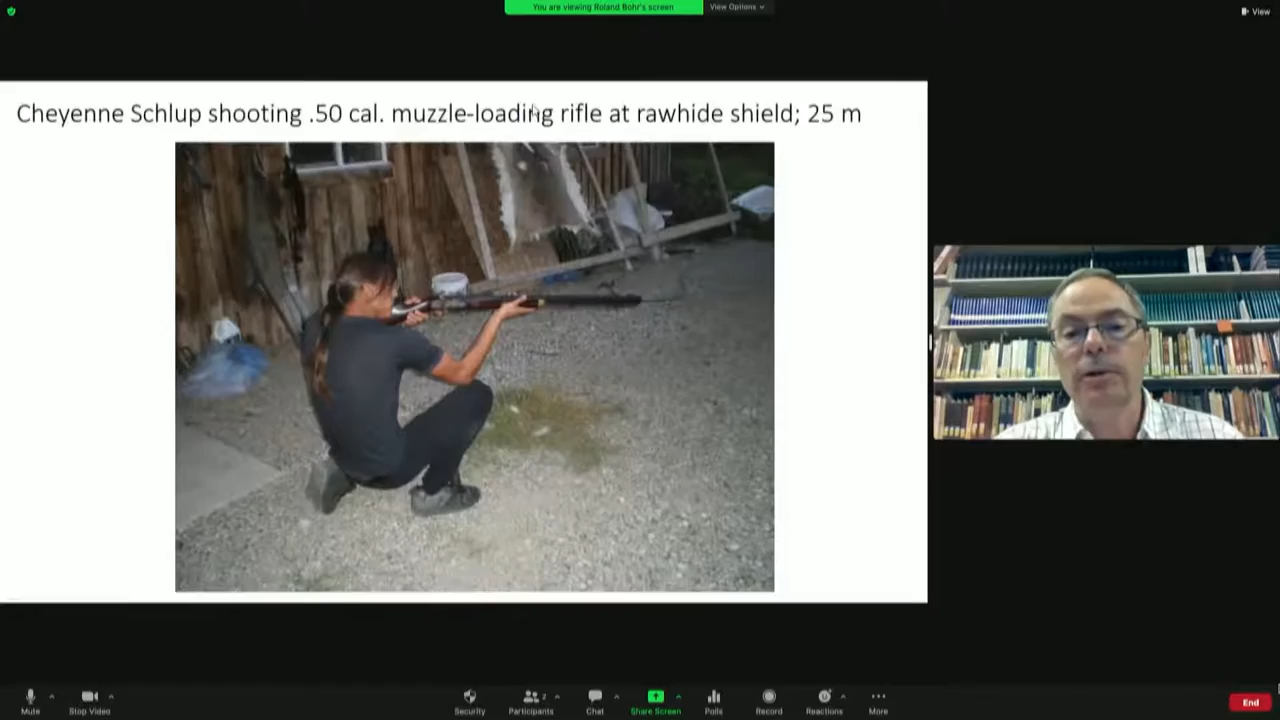 You are viewing Roland Bohr's screen
View Options
View
Cheyenne Schlup shooting .50 cal. muzzle-loading rifle at rawhide shield; 25 m
Mute
Stop Video
Security
Participants
2
Chat
Share Screen
Polls
Record
Reactions
More
End